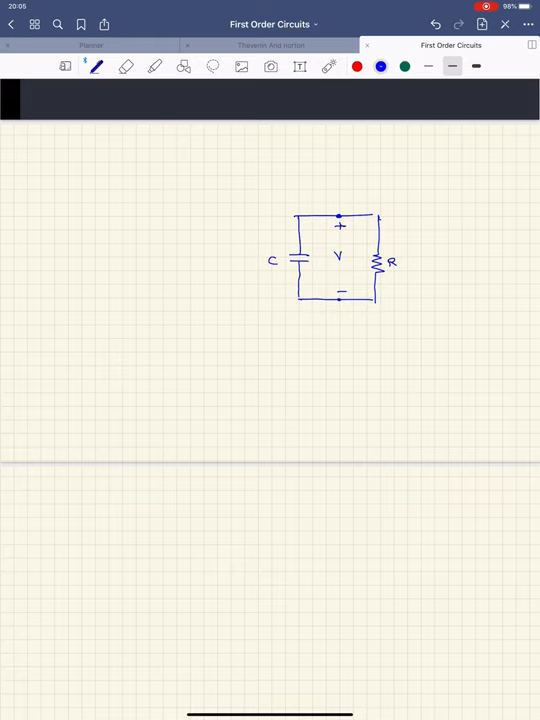 20:05
98%
First Order Circuits
Planner
Thevenin And norton
First Order Circuits
+
C
V
R
−